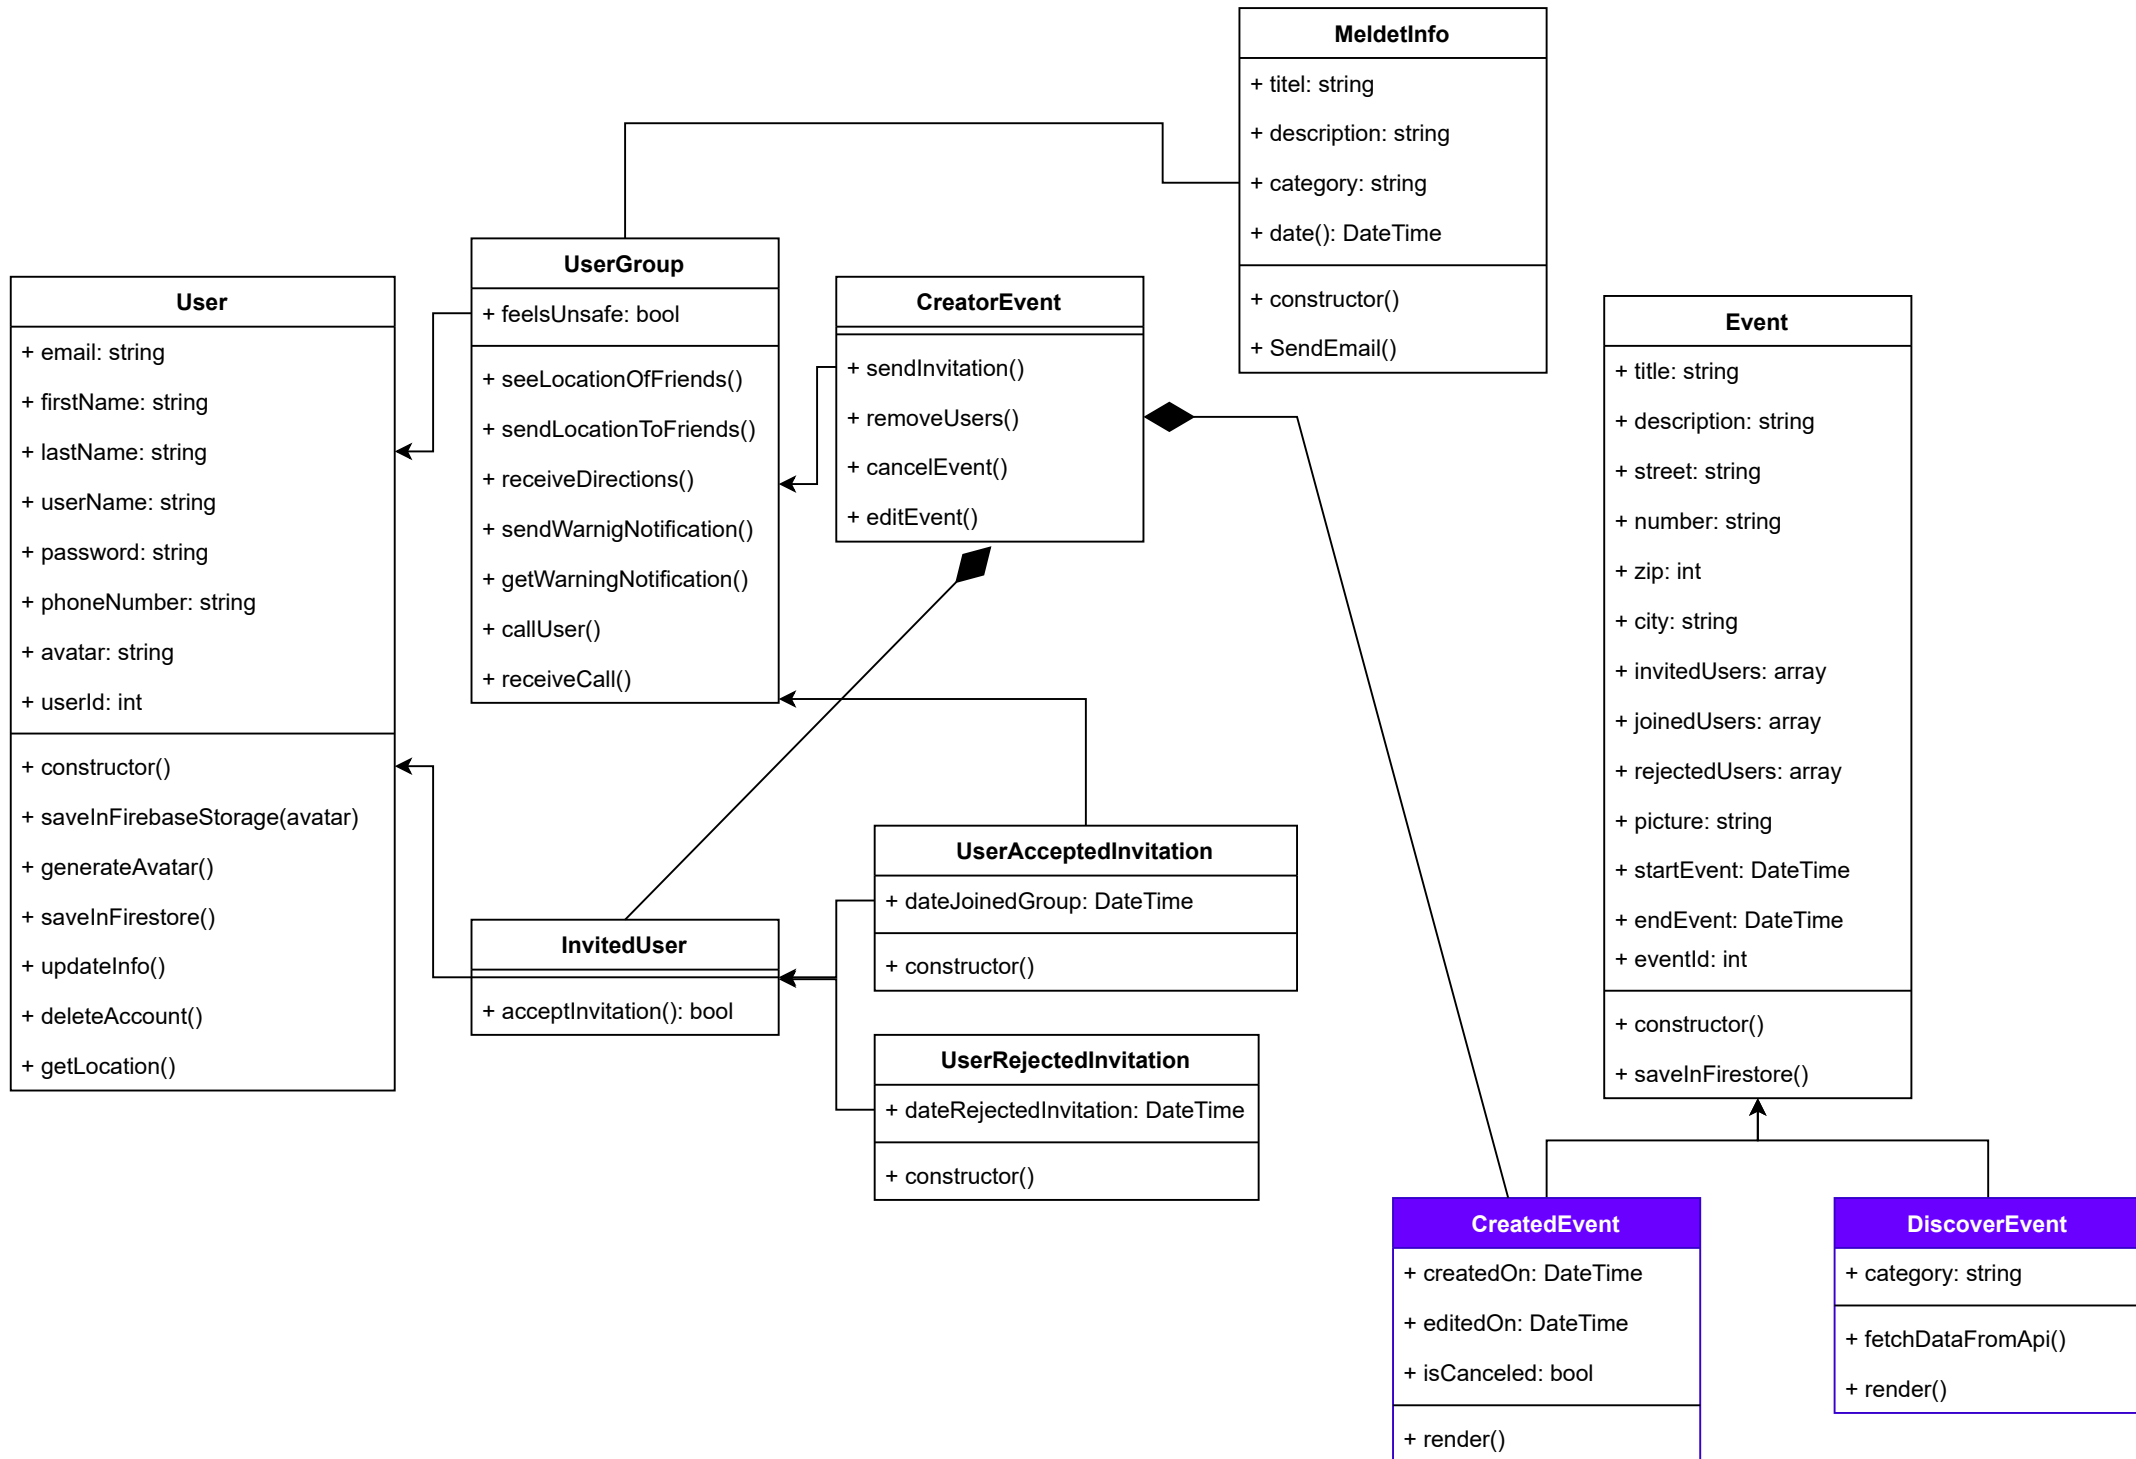 MeldetInfo
+ titel: string
+ description: string
+ category: string
+ date(): DateTime
+ constructor()
+ SendEmail()
User
+ email: string
+ firstName: string
+ lastName: string
+ userName: string
+ password: string
+ phoneNumber: string
+ avatar: string
+ userId: int
+ constructor()
+ saveInFirebaseStorage(avatar)
+ generateAvatar()
+ saveInFirestore()
+ updateInfo()
+ deleteAccount()
+ getLocation()
UserGroup
+ feelsUnsafe: bool
+ seeLocationOfFriends()
+ sendLocationToFriends()
+ receiveDirections()
+ sendWarnigNotification()
+ getWarningNotification()
+ callUser()
+ receiveCall()
CreatorEvent
+ sendInvitation()
+ removeUsers()
+ cancelEvent()
+ editEvent()
Event
+ title: string
+ description: string
+ street: string
+ number: string
+ zip: int
+ city: string
+ invitedUsers: array
+ joinedUsers: array
+ rejectedUsers: array
+ picture: string
+ startEvent: DateTime
+ endEvent: DateTime
+ eventId: int
+ constructor()
+ saveInFirestore()
InvitedUser
+ acceptInvitation(): bool
UserAcceptedInvitation
+ dateJoinedGroup: DateTime
+ constructor()
UserRejectedInvitation
+ dateRejectedInvitation: DateTime
+ constructor()
CreatedEvent
+ createdOn: DateTime
+ editedOn: DateTime
+ isCanceled: bool
+ render()
DiscoverEvent
+ category: string
+ fetchDataFromApi()
+ render()